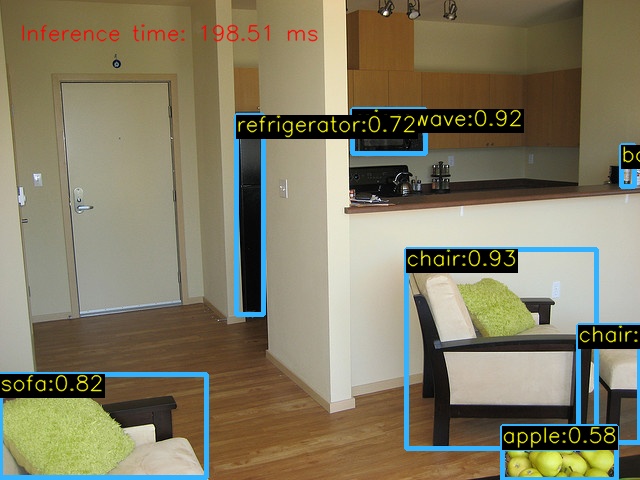 Inference time: 198.51 ms
refrigerator:0.72
wave:0.92
bo
chair:0.93
chair:
sofa:0.82
apple:0.58